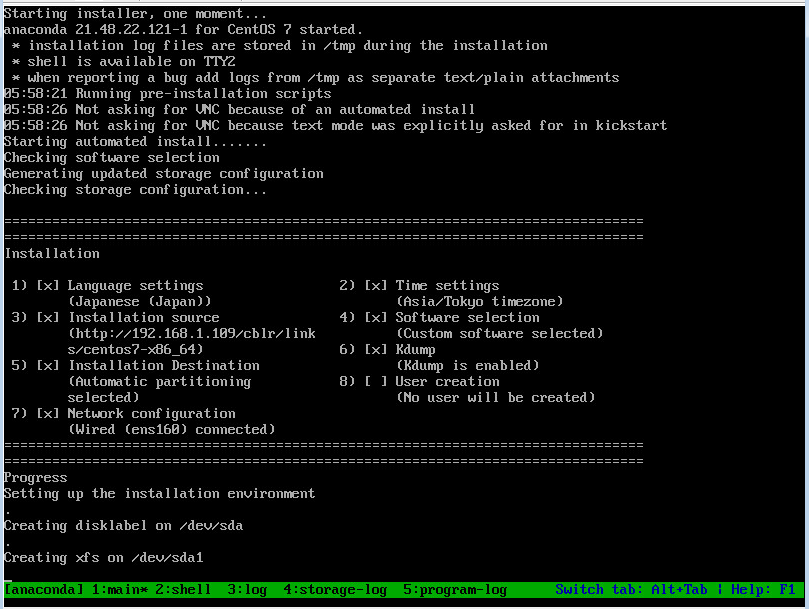 Starting installer, one moment...
anaconda 21.48.22.121-1 for CentOS 7 started.
 * installation log files are stored in /tmp during the installation
 * shell is available on TTY2
 * when reporting a bug add logs from /tmp as separate text/plain attachments
05:58:21 Running pre-installation scripts
05:58:26 Not asking for VNC because of an automated install
05:58:26 Not asking for VNC because text mode was explicitly asked for in kickstart
Starting automated install.......
Checking software selection
Generating updated storage configuration
Checking storage configuration...
================================================================================
================================================================================
Installation
 1) [x] Language settings                 2) [x] Time settings
        (Japanese (Japan))                       (Asia/Tokyo timezone)
 3) [x] Installation source               4) [x] Software selection
        (http://192.168.1.109/cblr/link          (Custom software selected)
        s/centos7-x86_64)                 6) [x] Kdump
 5) [x] Installation Destination                 (Kdump is enabled)
        (Automatic partitioning           8) [ ] User creation
        selected)                                (No user will be created)
 7) [x] Network configuration
        (Wired (ens160) connected)
================================================================================
================================================================================
Progress
Setting up the installation environment
.
Creating disklabel on /dev/sda
.
Creating xfs on /dev/sda1
_
[anaconda] 1:main* 2:shell  3:log  4:storage-log  5:program-log      Switch tab: Alt+Tab | Help: F1